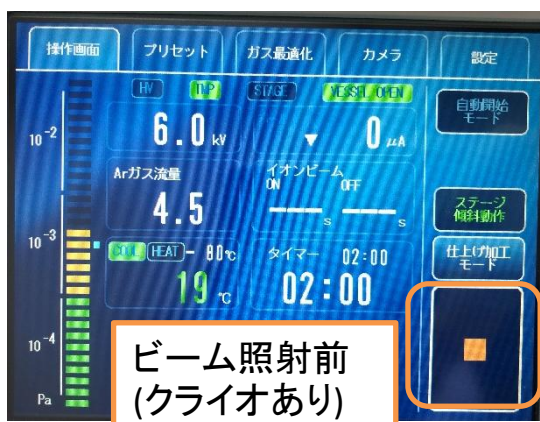 操作画面
プリセット
ガス最適化
カメラ
設定
HV TMP
STAGE VESSEL OPEN
自動開始
モード
10-2
6.0 kV
▼ 0 μA
Arガス流量
4.5
イオンビーム
ON OFF
--- s --- s
ステージ
傾斜動作
10-3
COOL HEAT - 80℃
19 ℃
タイマー 02:00
02:00
仕上げ加工
モード
10-4
Pa
ビーム照射前
(クライオあり)